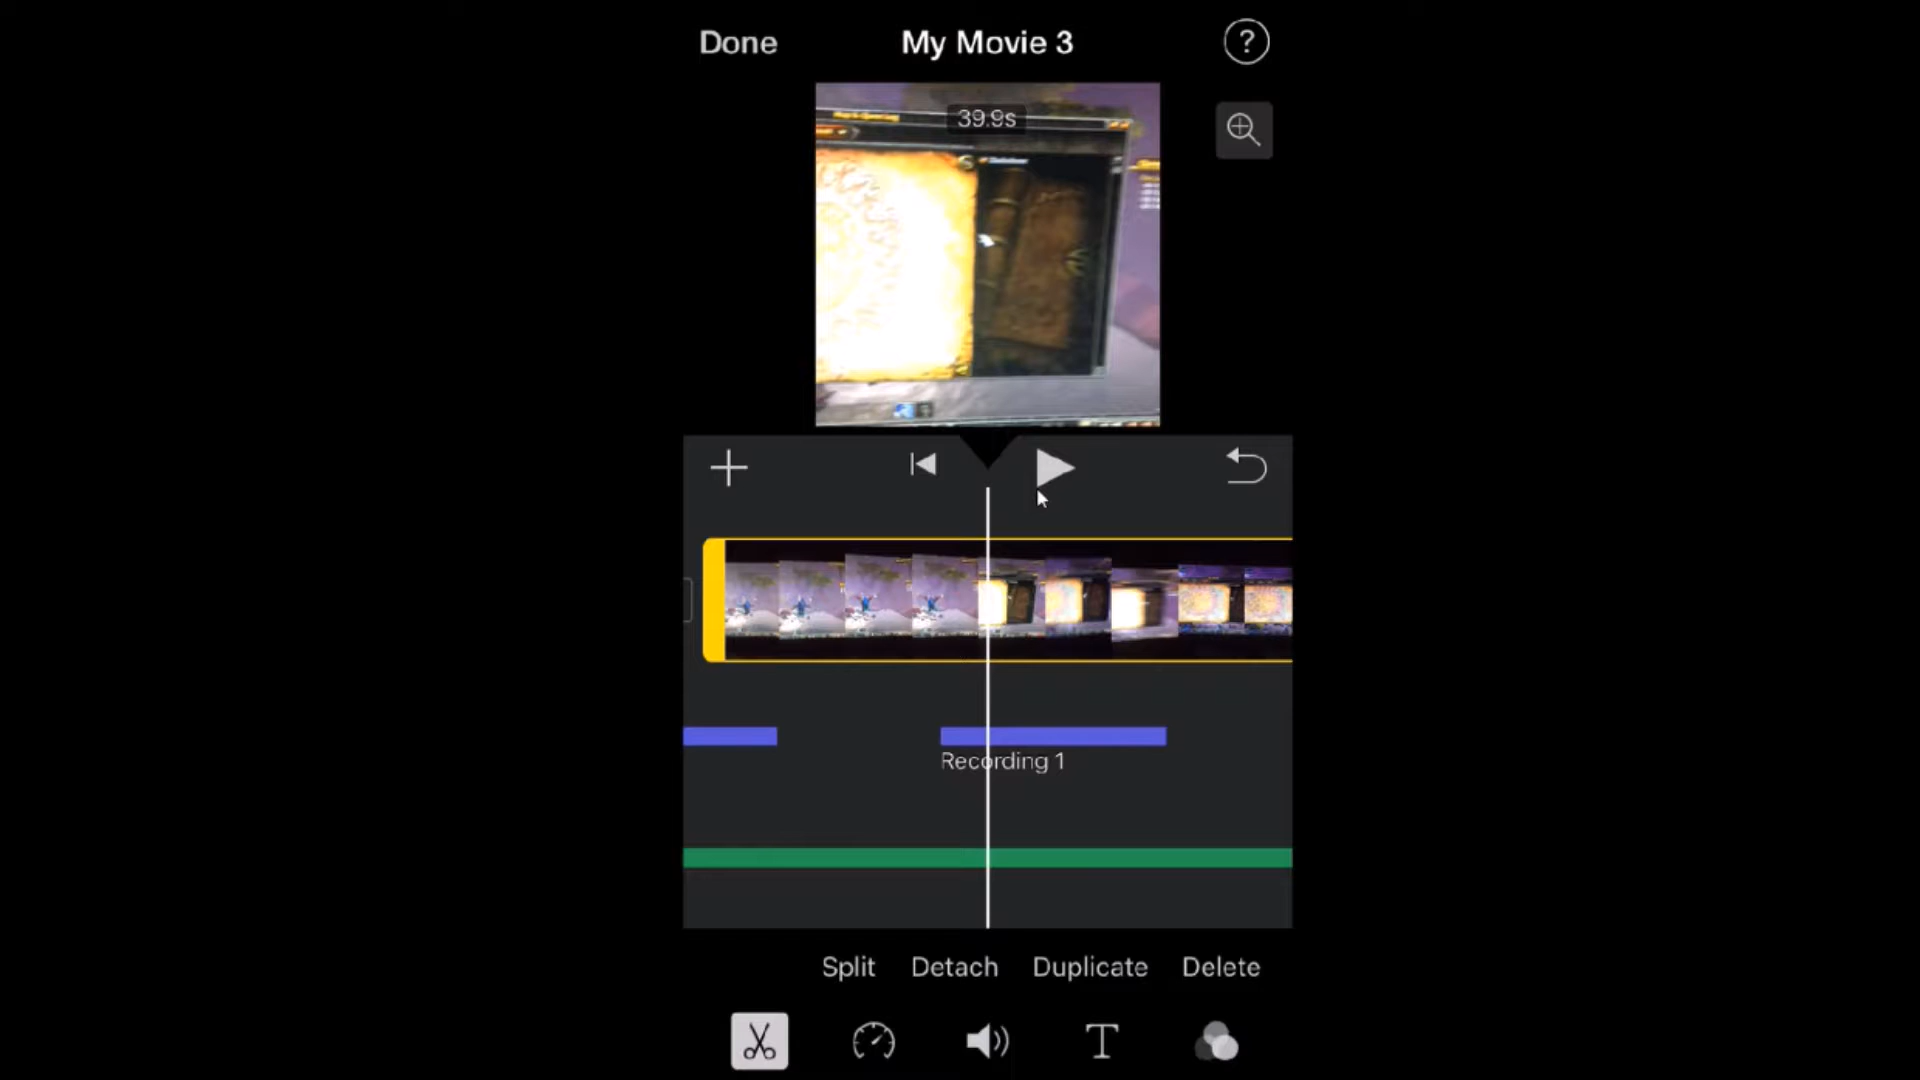 Done
My Movie 3
?
39.9s
Recording 1
Split
Detach
Duplicate
Delete
T